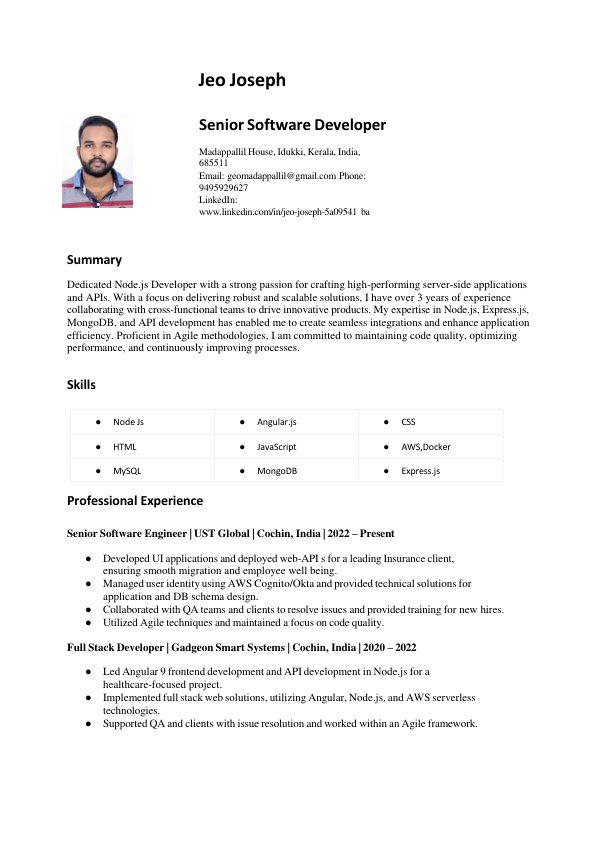 Jeo Joseph
Senior Software Developer
Madappallil House, Idukki, Kerala, India,
685511
Email: geomadappallil@gmail.com Phone:
9495929627
LinkedIn:
www.linkedin.com/in/jeo-joseph-5a09541 ba
Summary
Dedicated Node.js Developer with a strong passion for crafting high-performing server-side applications
and APIs. With a focus on delivering robust and scalable solutions, I have over 3 years of experience
collaborating with cross-functional teams to drive innovative products. My expertise in Node.js, Express.js,
MongoDB, and API development has enabled me to create seamless integrations and enhance application
efficiency. Proficient in Agile methodologies, I am committed to maintaining code quality, optimizing
performance, and continuously improving processes.
Skills
● Node Js ● Angular.js ● CSS
● HTML ● JavaScript ● AWS,Docker
● MySQL ● MongoDB ● Express.js
Professional Experience
Senior Software Engineer | UST Global | Cochin, India | 2022 – Present
● Developed UI applications and deployed web-API s for a leading Insurance client,
ensuring smooth migration and employee well being.
● Managed user identity using AWS Cognito/Okta and provided technical solutions for
application and DB schema design.
● Collaborated with QA teams and clients to resolve issues and provided training for new hires.
● Utilized Agile techniques and maintained a focus on code quality.
Full Stack Developer | Gadgeon Smart Systems | Cochin, India | 2020 – 2022
● Led Angular 9 frontend development and API development in Node.js for a
healthcare-focused project.
● Implemented full stack web solutions, utilizing Angular, Node.js, and AWS serverless
technologies.
● Supported QA and clients with issue resolution and worked within an Agile framework.